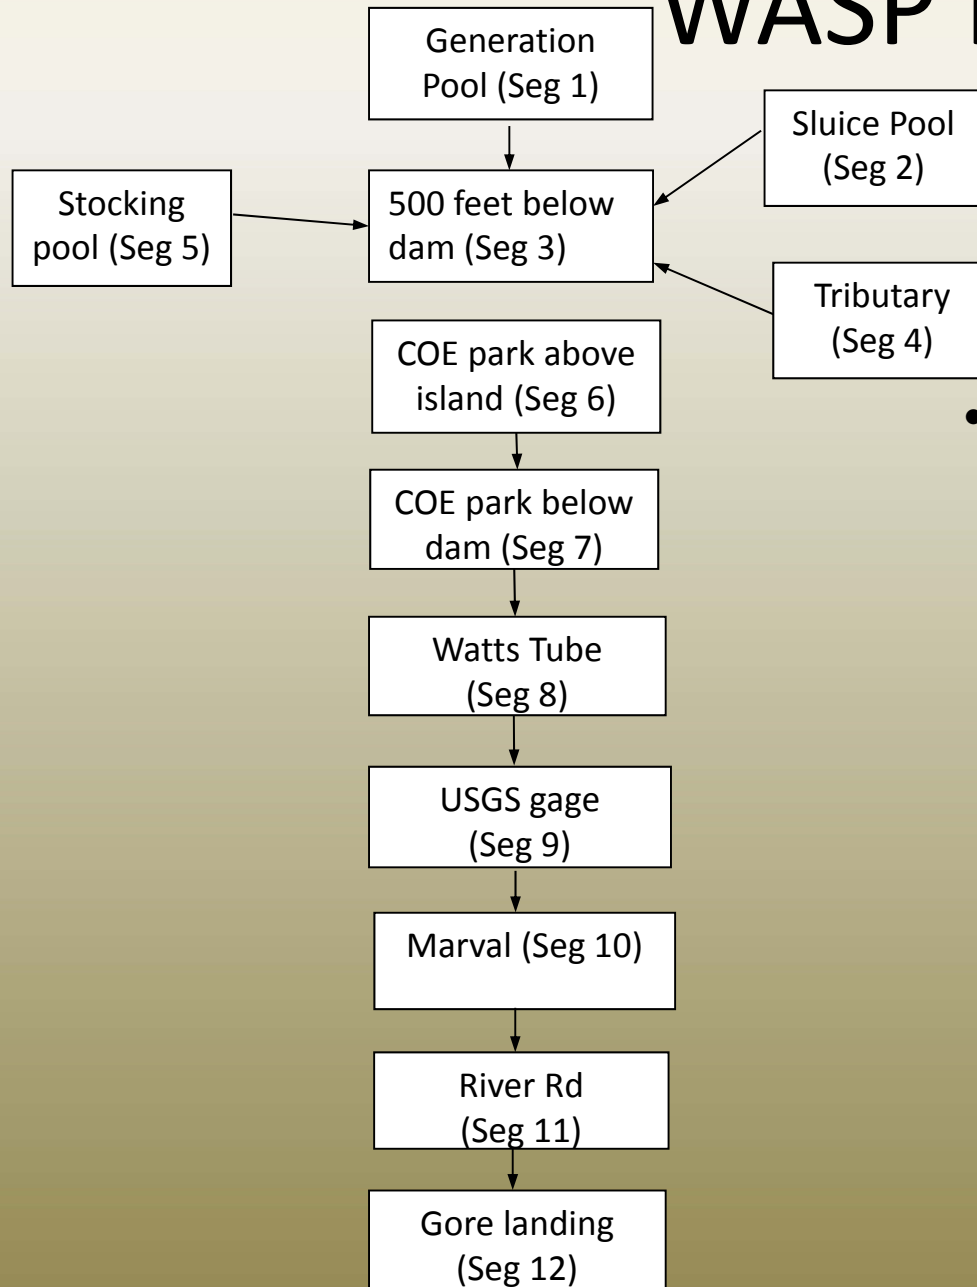 WASP
Generation
Pool (Seg 1)
Sluice Pool
(Seg 2)
Stocking
pool (Seg 5)
500 feet below
dam (Seg 3)
Tributary
(Seg 4)
COE park above
island (Seg 6)
•
COE park below
dam (Seg 7)
Watts Tube
(Seg 8)
USGS gage
(Seg 9)
Marval (Seg 10)
River Rd
(Seg 11)
Gore landing
(Seg 12)